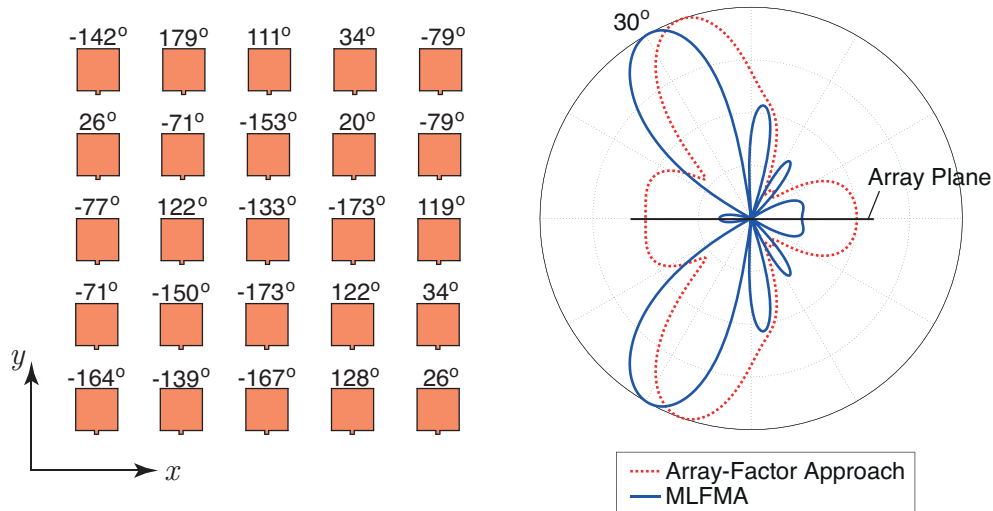 -142° 179° 111° 34° -79°
26° -71° -153° 20° -79°
-77° 122° -133° -173° 119°
-71° -150° -173° 122° 34°
-164° -139° -167° 128° 26°
y
x
30°
Array Plane
Array-Factor Approach
MLFMA